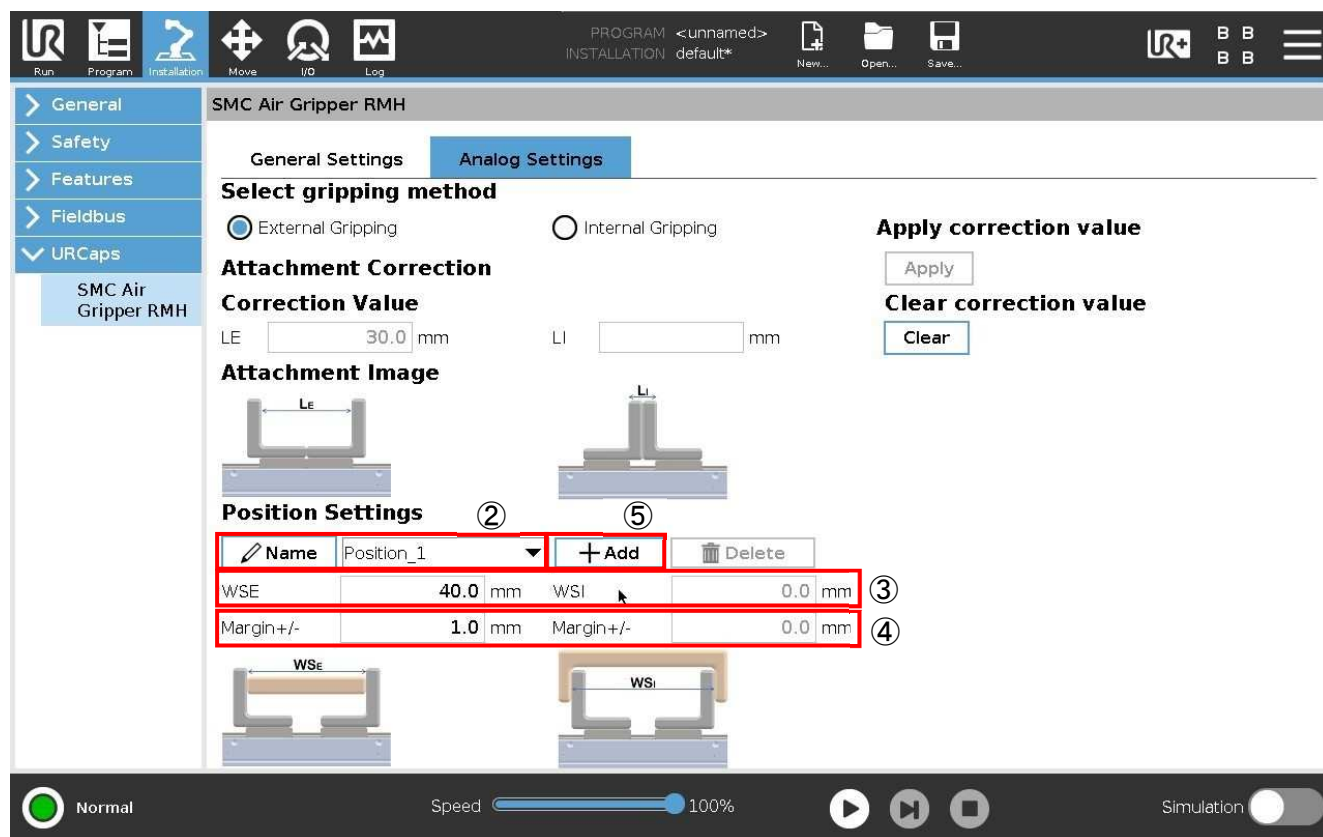 UR
Run Program Installation Move I/O Log
PROGRAM <unnamed>
INSTALLATION default*
New... Open... Save...
UR+
B B
B B
General
Safety
Features
Fieldbus
URCaps
SMC Air
Gripper RMH
SMC Air Gripper RMH
General Settings Analog Settings
Select gripping method
External Gripping Internal Gripping
Apply correction value
Attachment Correction
Apply
Correction Value
Clear correction value
LE 30.0 mm LI mm
Clear
Attachment Image
LE LI
Position Settings ② ⑤
Name Position_1 Add Delete
WSE 40.0 mm WSI 0.0 mm ③
Margin+/- 1.0 mm Margin+/- 0.0 mm ④
WSE WSI
Normal Speed 100% Simulation